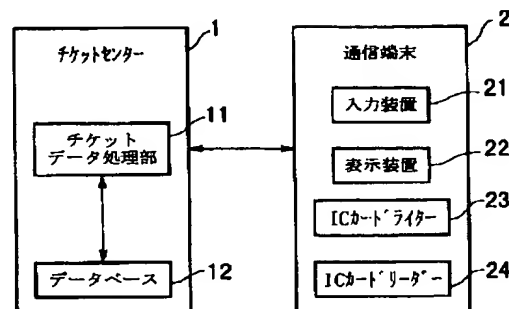 1
チケットセンター
11
チケット
データ処理部
データベース
12
2
通信端末
21
入力装置
22
表示装置
23
ICカードライター
ICカードリーダー
24